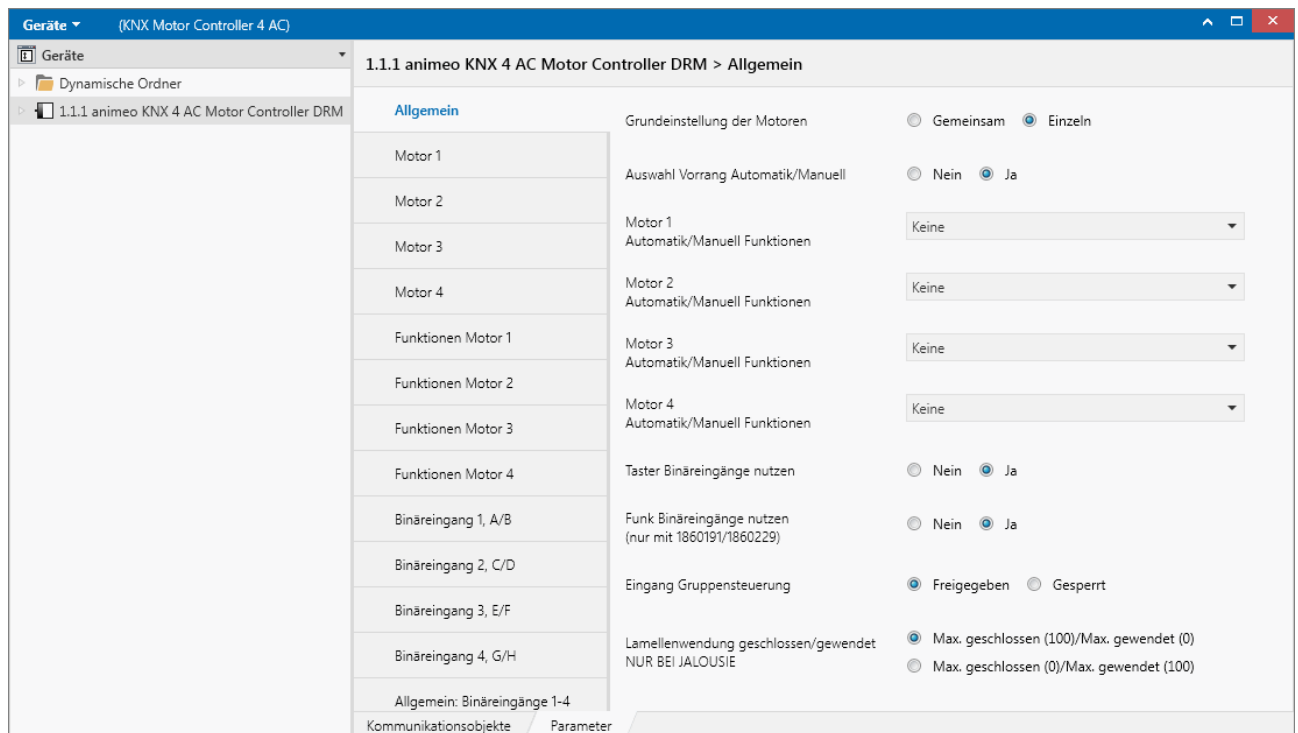 Geräte (KNX Motor Controller 4 AC)
Geräte
Dynamische Ordner
1.1.1 animeo KNX 4 AC Motor Controller DRM
1.1.1 animeo KNX 4 AC Motor Controller DRM > Allgemein
Allgemein
Motor 1
Motor 2
Motor 3
Motor 4
Funktionen Motor 1
Funktionen Motor 2
Funktionen Motor 3
Funktionen Motor 4
Binäreingang 1, A/B
Binäreingang 2, C/D
Binäreingang 3, E/F
Binäreingang 4, G/H
Allgemein: Binäreingänge 1-4
Grundeinstellung der Motoren Gemeinsam Einzeln
Auswahl Vorrang Automatik/Manuell Nein Ja
Motor 1
Automatik/Manuell Funktionen
Keine
Motor 2
Automatik/Manuell Funktionen
Keine
Motor 3
Automatik/Manuell Funktionen
Keine
Motor 4
Automatik/Manuell Funktionen
Keine
Taster Binäreingänge nutzen Nein Ja
Funk Binäreingänge nutzen
(nur mit 1860191/1860229)
Nein Ja
Eingang Gruppensteuerung Freigegeben Gesperrt
Lamellenwendung geschlossen/gewendet
NUR BEI JALOUSIE
Max. geschlossen (100)/Max. gewendet (0)
Max. geschlossen (0)/Max. gewendet (100)
Kommunikationsobjekte Parameter